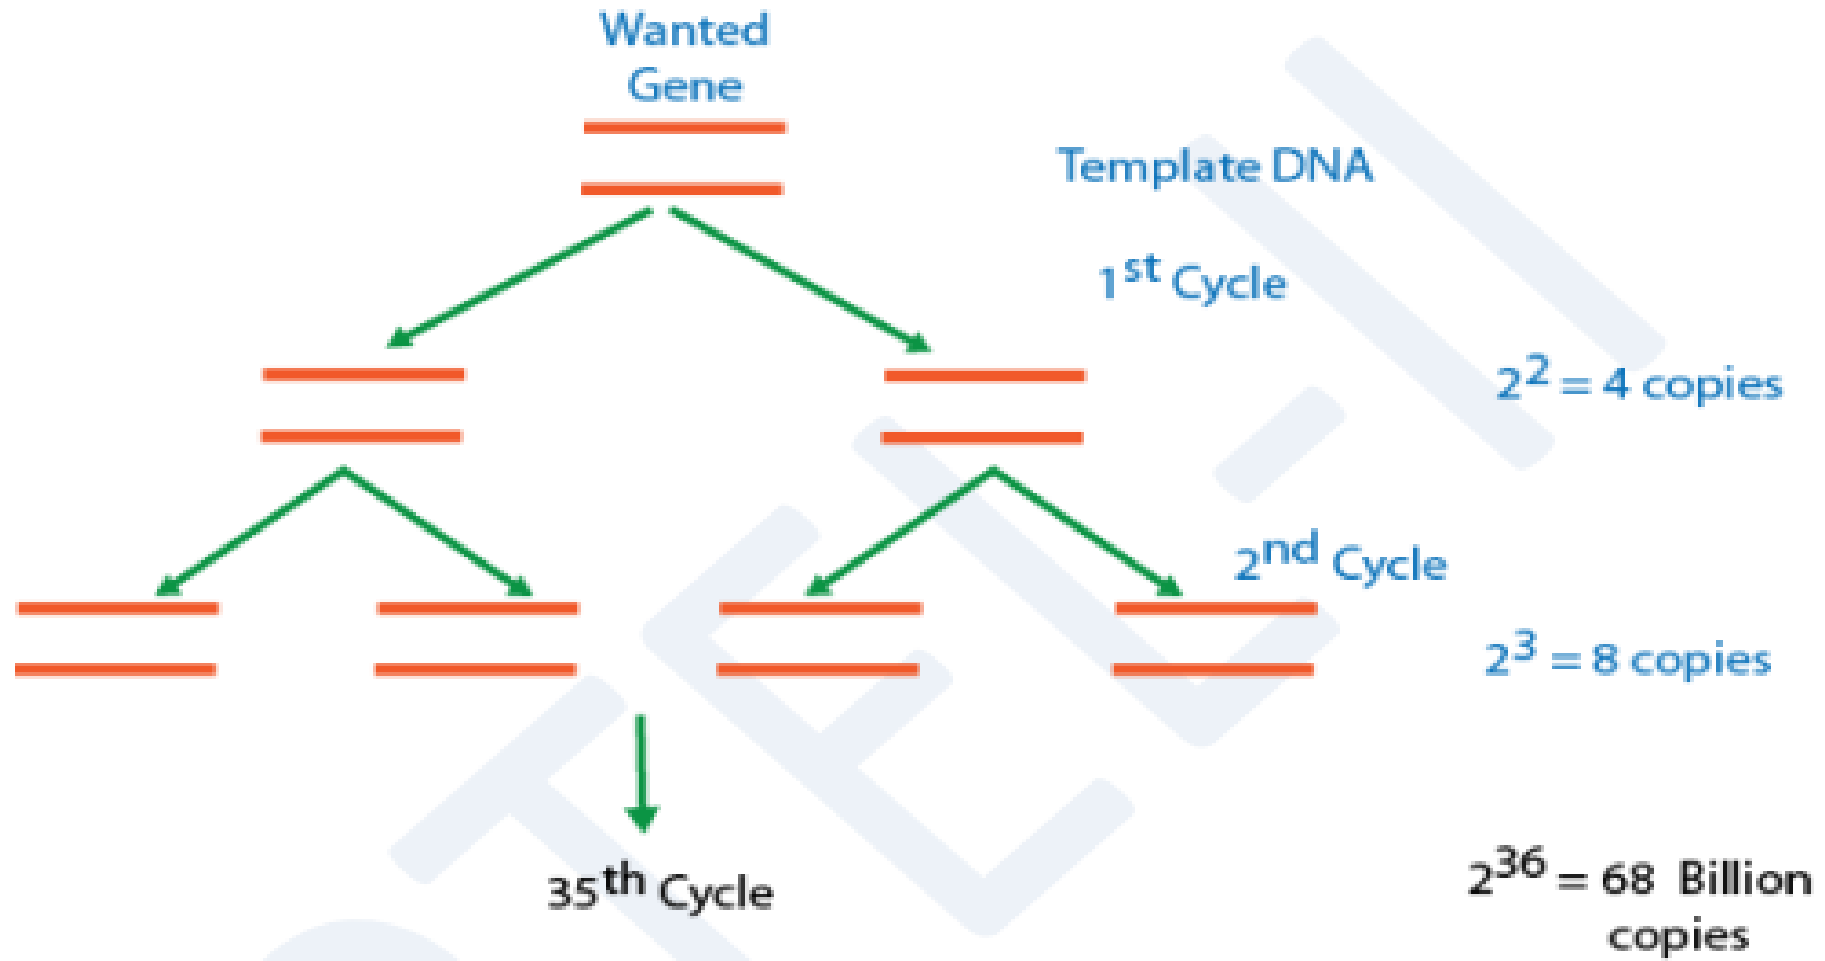 Wanted
Gene
Template DNA
1st Cycle
2² = 4 copies
2nd Cycle
2³ = 8 copies
35th Cycle
2³⁶ = 68 Billion
copies